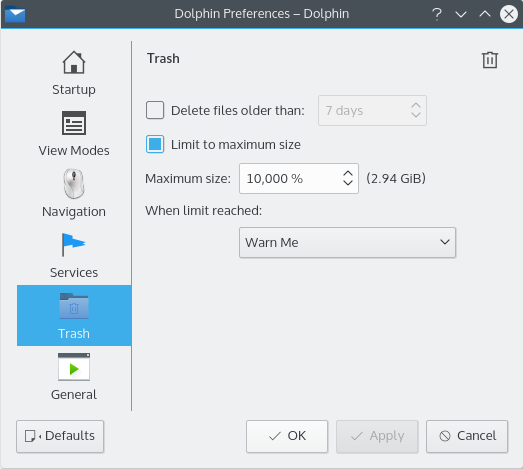 Dolphin Preferences – Dolphin
Startup
View Modes
Navigation
Services
Trash
General
Trash
Delete files older than: 7 days
Limit to maximum size
Maximum size: 10,000 % (2.94 GiB)
When limit reached:
Warn Me
Defaults
OK
Apply
Cancel